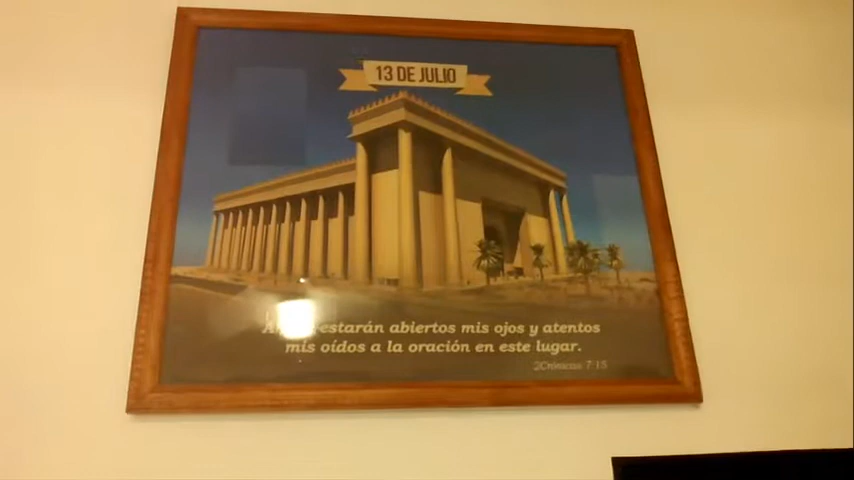 13 DE JULIO
estarán abiertos mis ojos y atentos
mis oídos a la oración en este lugar.
2Crónicas 7:15